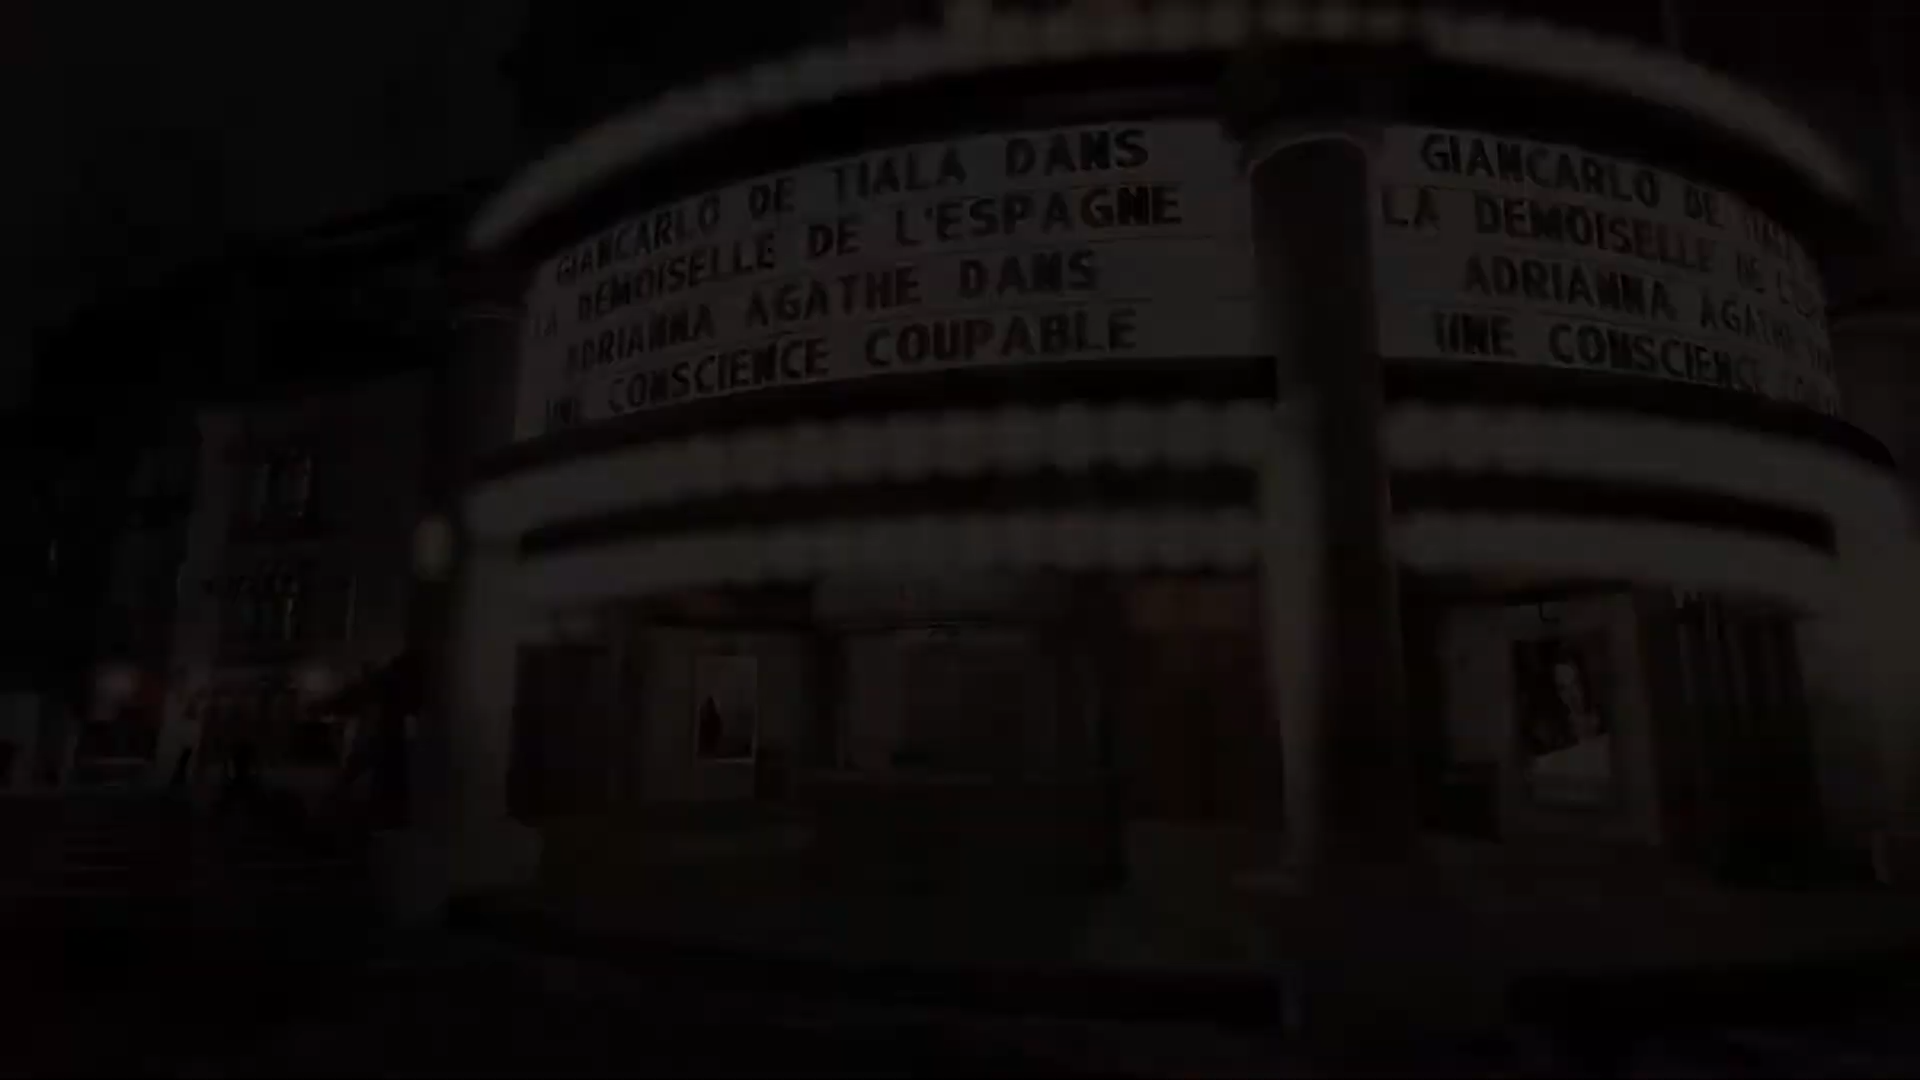 GIANCARLO DE TIALA DANS
LA DEMOISELLE DE L'ESPAGNE
ADRIANNA AGATHE DANS
UNE CONSCIENCE COUPABLE
GIANCARLO DE
LA DEMOISELLE DE
ADRIANNA AGATHE
UNE CONSCIENCE